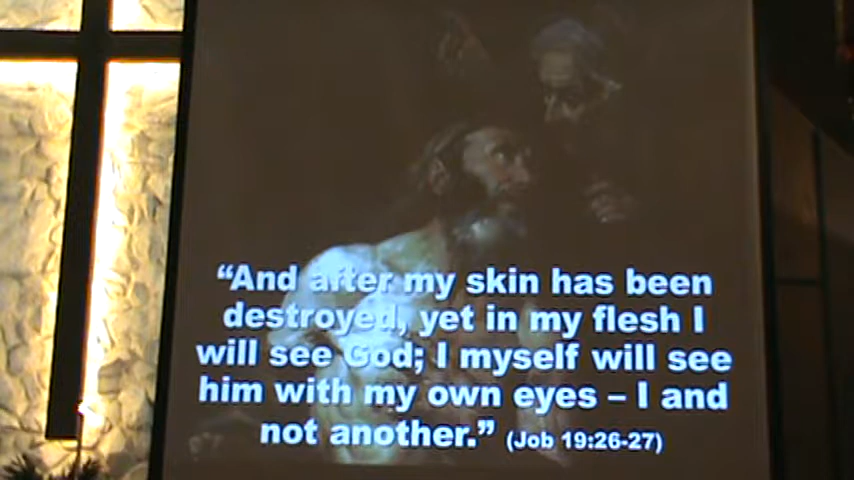 “And after my skin has been
destroyed, yet in my flesh I
will see God; I myself will see
him with my own eyes – I and
not another.” (Job 19:26-27)